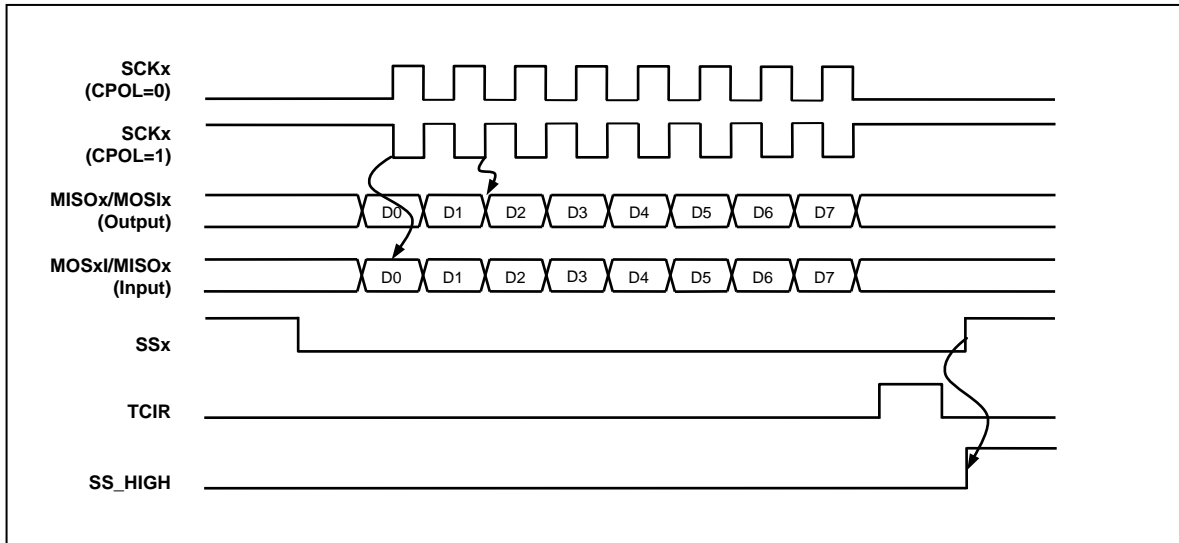 SCKx
(CPOL=0)
SCKx
(CPOL=1)
MISOx/MOSIx
(Output)
D0 D1 D2 D3 D4 D5 D6 D7
MOSxI/MISOx
(Input)
D0 D1 D2 D3 D4 D5 D6 D7
SSx
TCIR
SS_HIGH